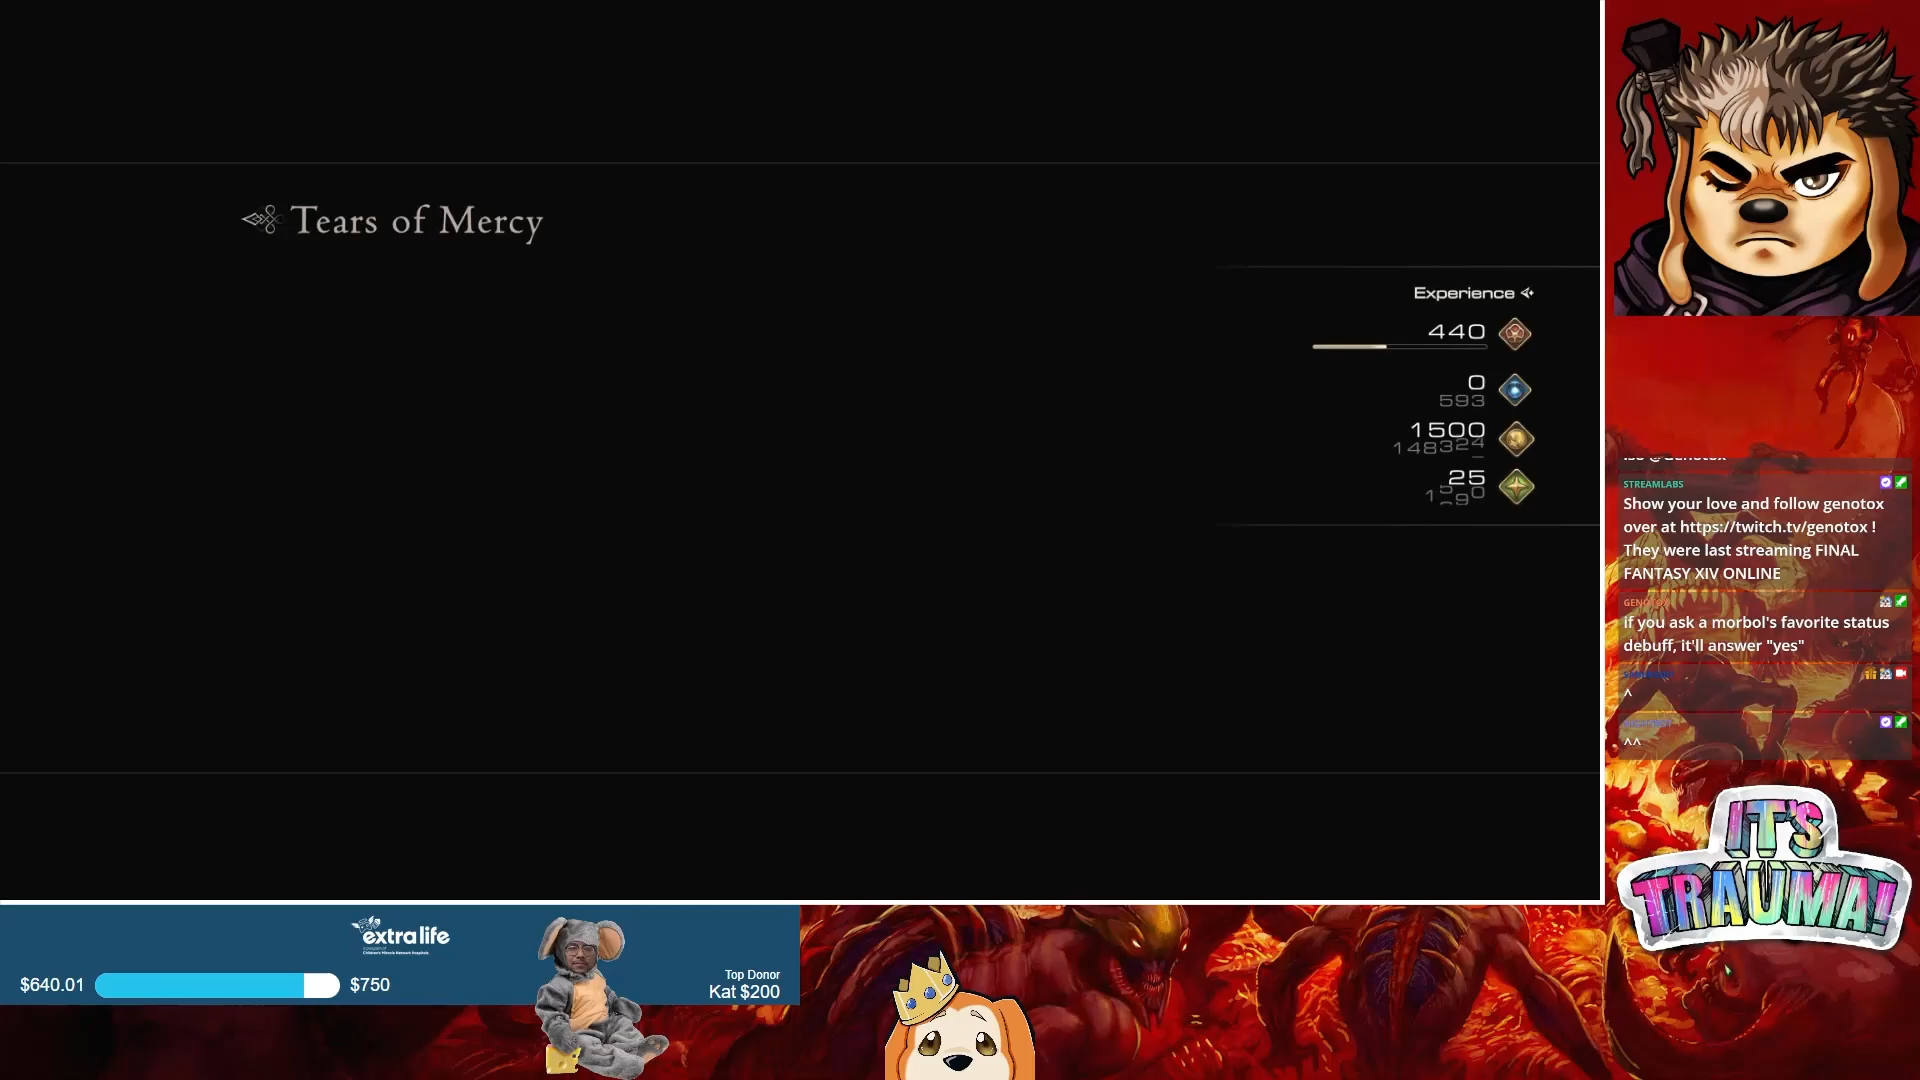 Tears of Mercy
Experience
440
0
593
1500
25
STREAMLABS
Show your love and follow genotox
over at https://twitch.tv/genotox !
They were last streaming FINAL
FANTASY XIV ONLINE
GENOTOX
if you ask a morbol's favorite status
debuff, it'll answer "yes"
^
^^
IT'S
TRAUMA!
extralife
$640.01
$750
Top Donor
Kat $200